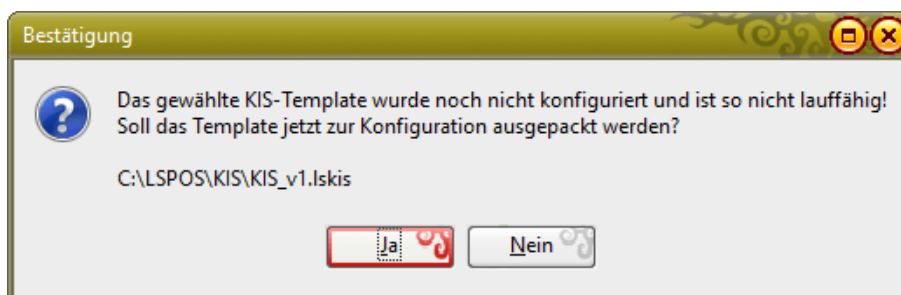 Bestätigung
Das gewählte KIS-Template wurde noch nicht konfiguriert und ist so nicht lauffähig!
Soll das Template jetzt zur Konfiguration ausgepackt werden?
C:\LSPOS\KIS\KIS_v1.lskis
Ja
Nein